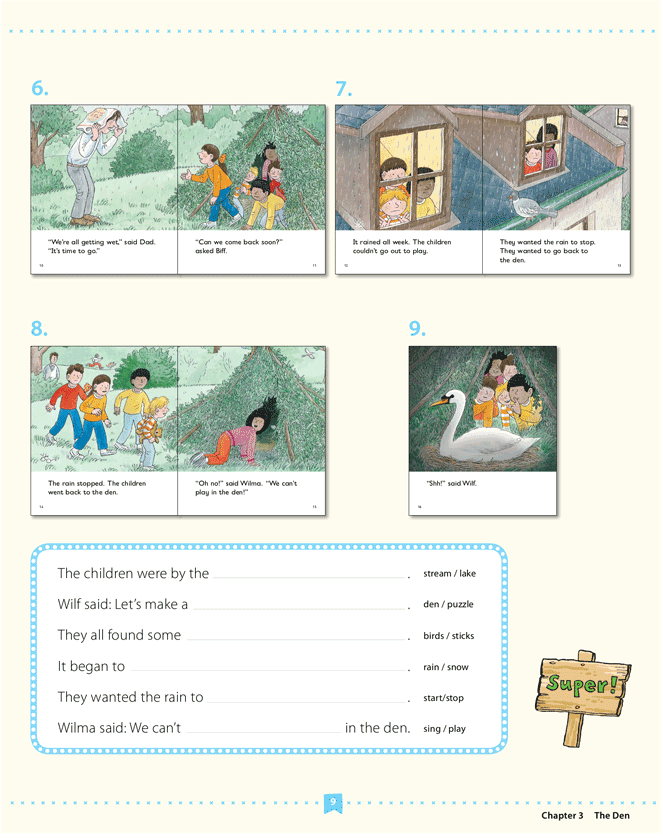 6.
7.
"We're all getting wet," said Dad.
"It's time to go."
10
"Can we come back soon?"
asked Biff.
11
It rained all week. The children
couldn't go out to play.
12
They wanted the rain to stop.
They wanted to go back to
the den.
13
8.
9.
The rain stopped. The children
went back to the den.
14
"Oh no!" said Wilma. "We can't
play in the den!"
15
"Shh!" said Wilf.
16
The children were by the . stream / lake
Wilf said: Let's make a . den / puzzle
They all found some . birds / sticks
It began to . rain / snow
They wanted the rain to . start/stop
Wilma said: We can't in the den. sing / play
Super!
9
Chapter 3 The Den